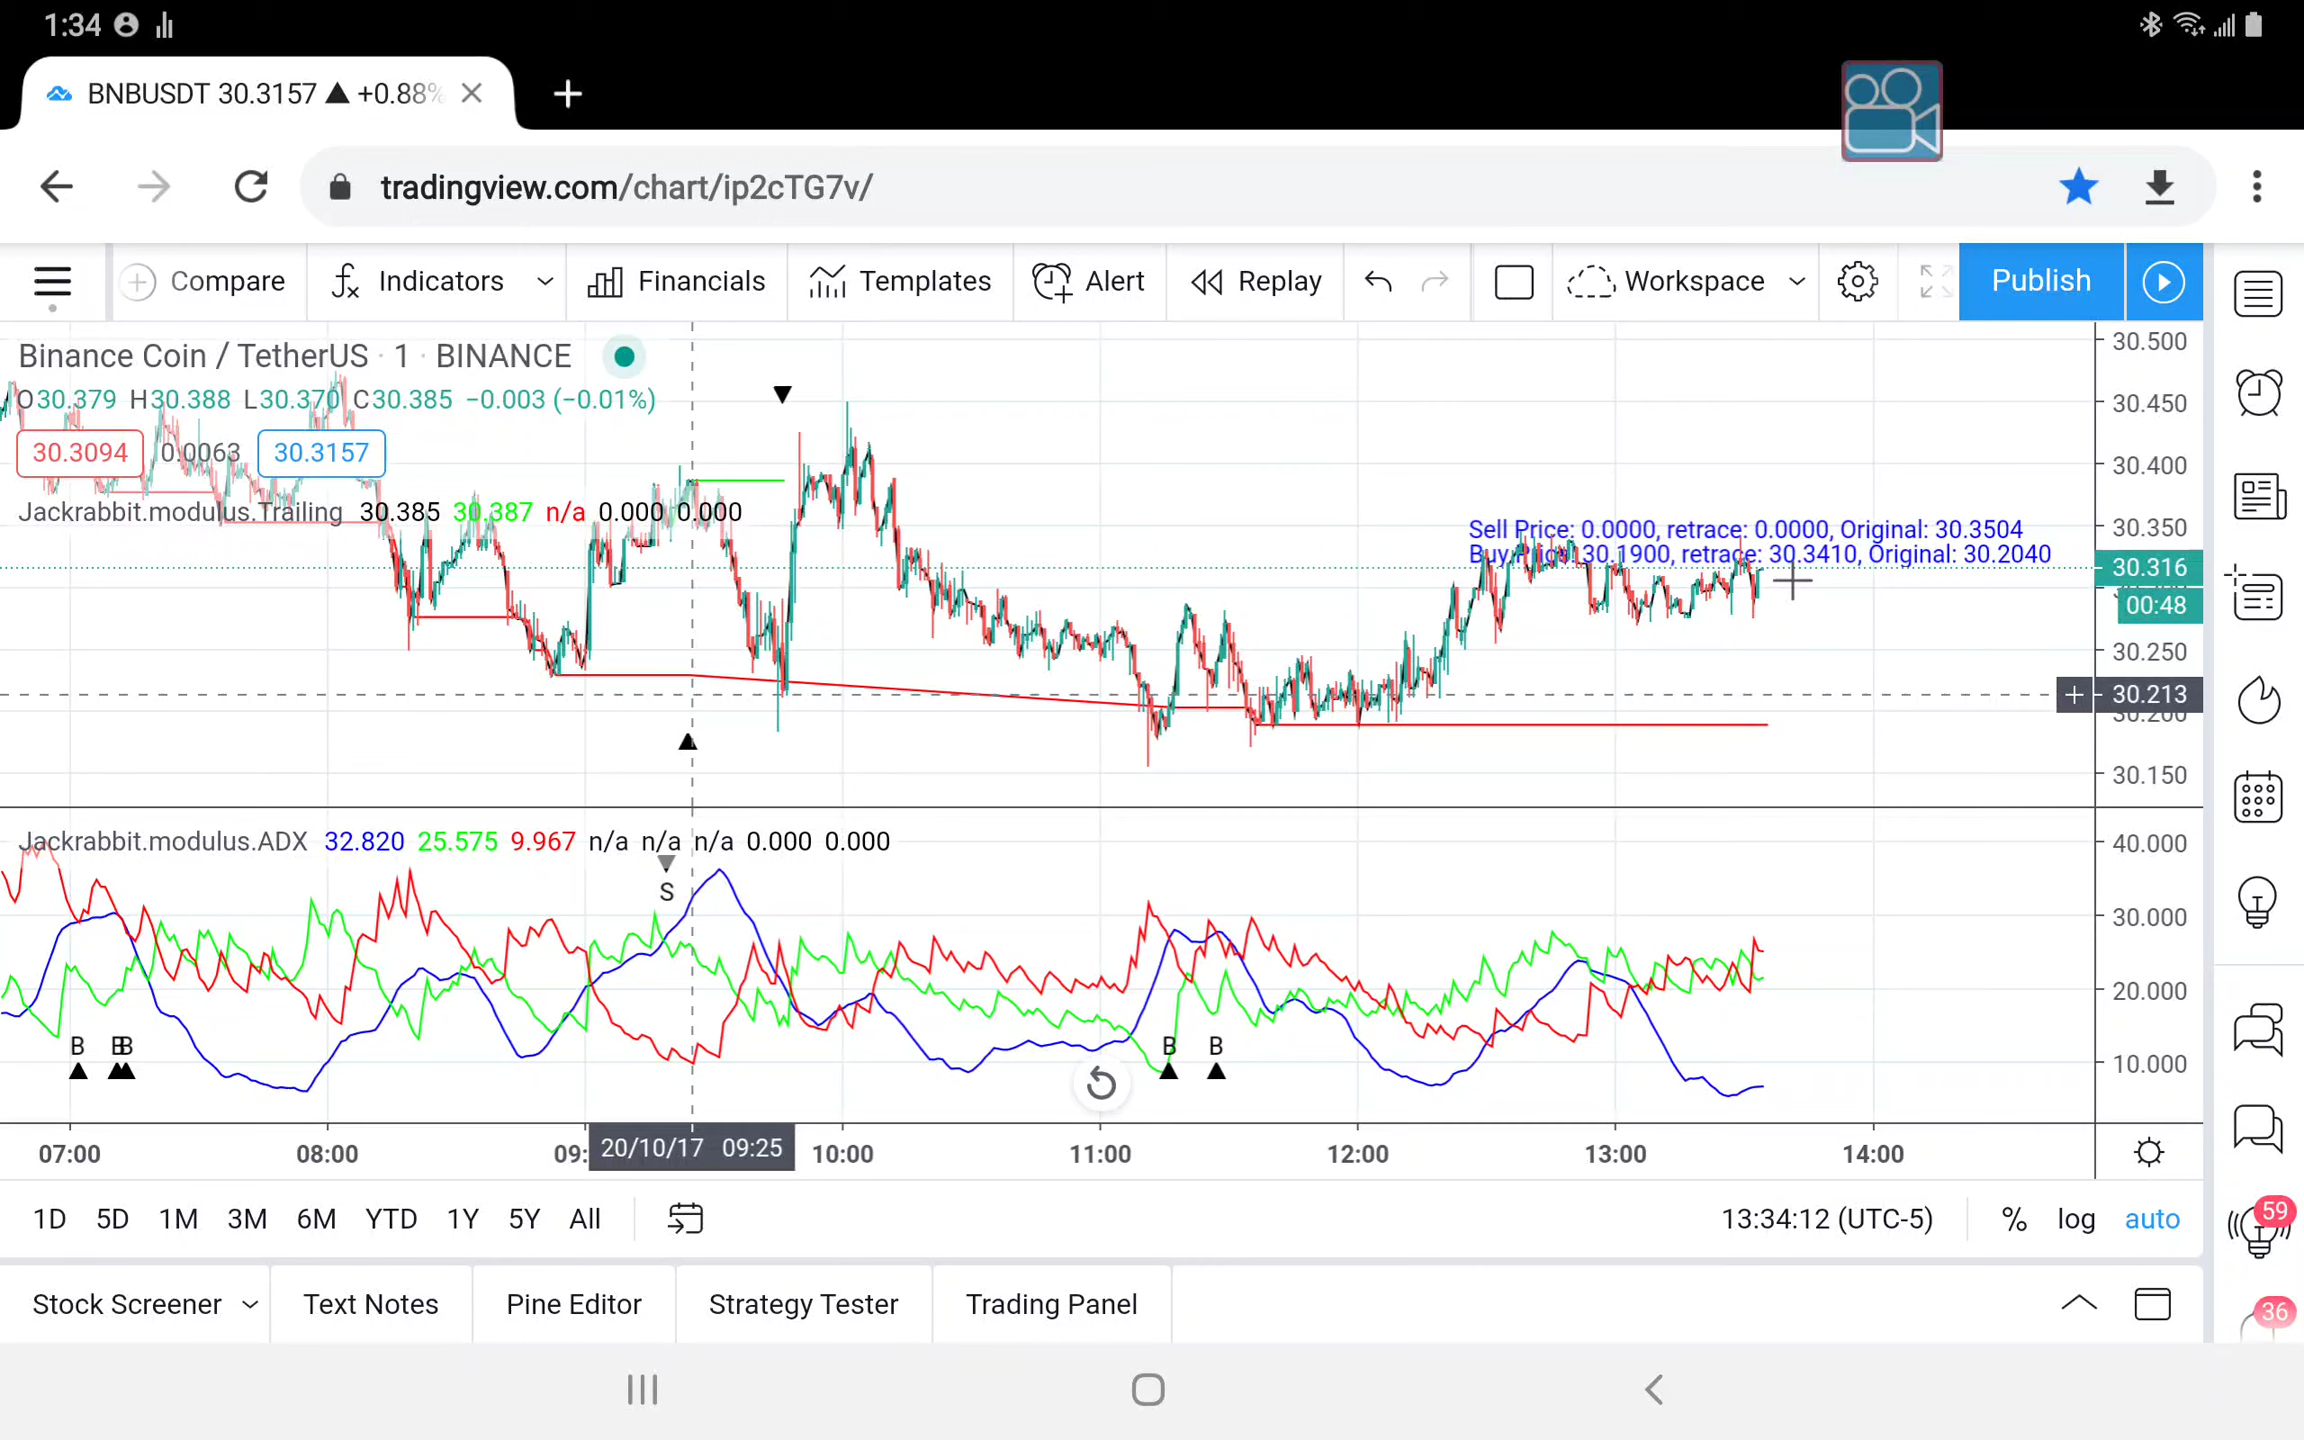 1:34
BNBUSDT 30.3157 ▲ +0.88%
tradingview.com/chart/ip2cTG7v/
Compare
Indicators
Financials
Templates
Alert
Replay
Workspace
Publish
Binance Coin / TetherUS · 1 · BINANCE
O30.379 H30.388 L30.370 C30.385 −0.003 (−0.01%)
30.3094 0.0063 30.3157
Jackrabbit.modulus.Trailing 30.385 30.387 n/a 0.000 0.000
Sell Price: 0.0000, retrace: 0.0000, Original: 30.3504
Buy Price: 30.1900, retrace: 30.3410, Original: 30.2040
30.500
30.450
30.400
30.350
30.316
00:48
30.250
30.213
30.200
30.150
Jackrabbit.modulus.ADX 32.820 25.575 9.967 n/a n/a n/a 0.000 0.000
S
B
B
B
B
B
40.000
30.000
20.000
10.000
07:00
08:00
09:
20/10/17 09:25
10:00
11:00
12:00
13:00
14:00
1D 5D 1M 3M 6M YTD 1Y 5Y All
13:34:12 (UTC-5)
% log auto
59
Stock Screener
Text Notes
Pine Editor
Strategy Tester
Trading Panel
36